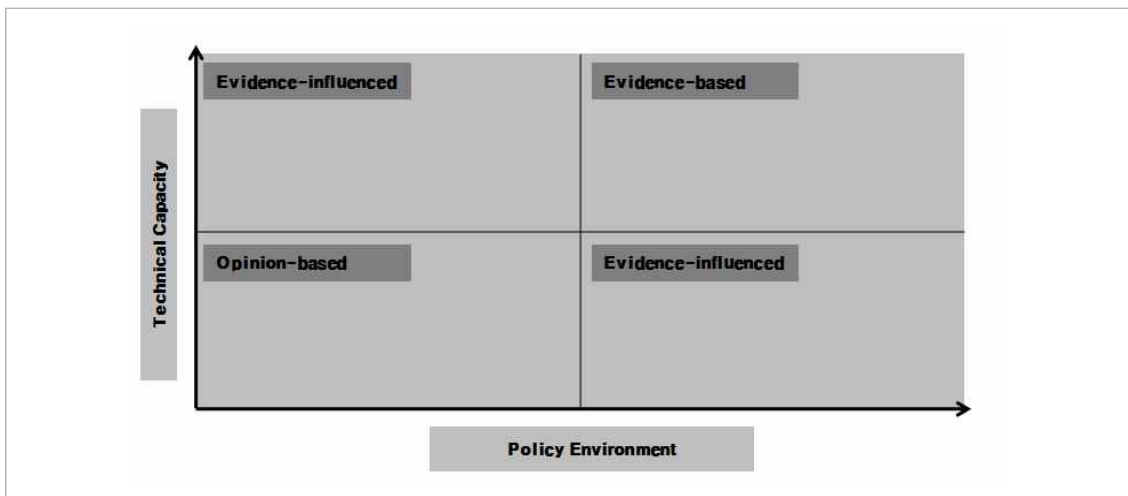 Evidence-influenced
Evidence-based
Technical Capacity
Opinion-based
Evidence-influenced
Policy Environment